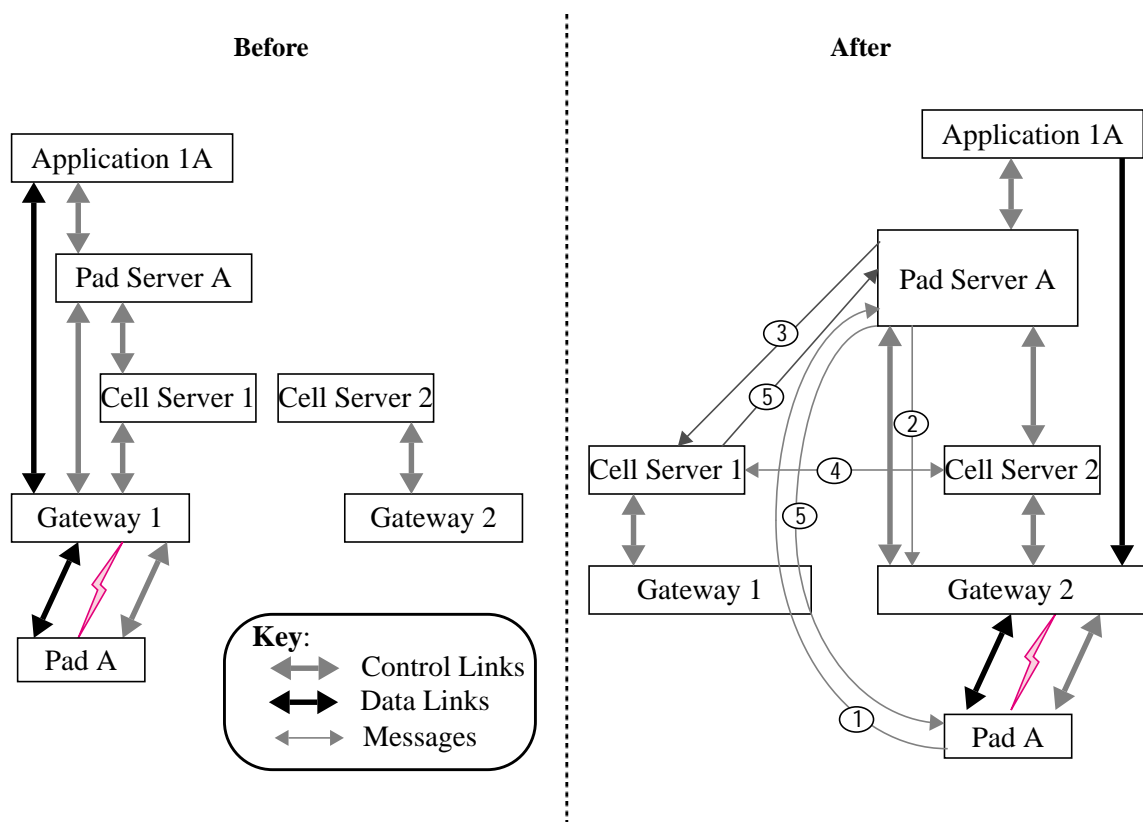 Before
Application 1A
Pad Server A
Cell Server 1
Cell Server 2
Gateway 1
Gateway 2
Pad A
Key:
Control Links
Data Links
Messages
After
Application 1A
Pad Server A
3
5
2
Cell Server 1
4
Cell Server 2
5
Gateway 1
Gateway 2
1
Pad A